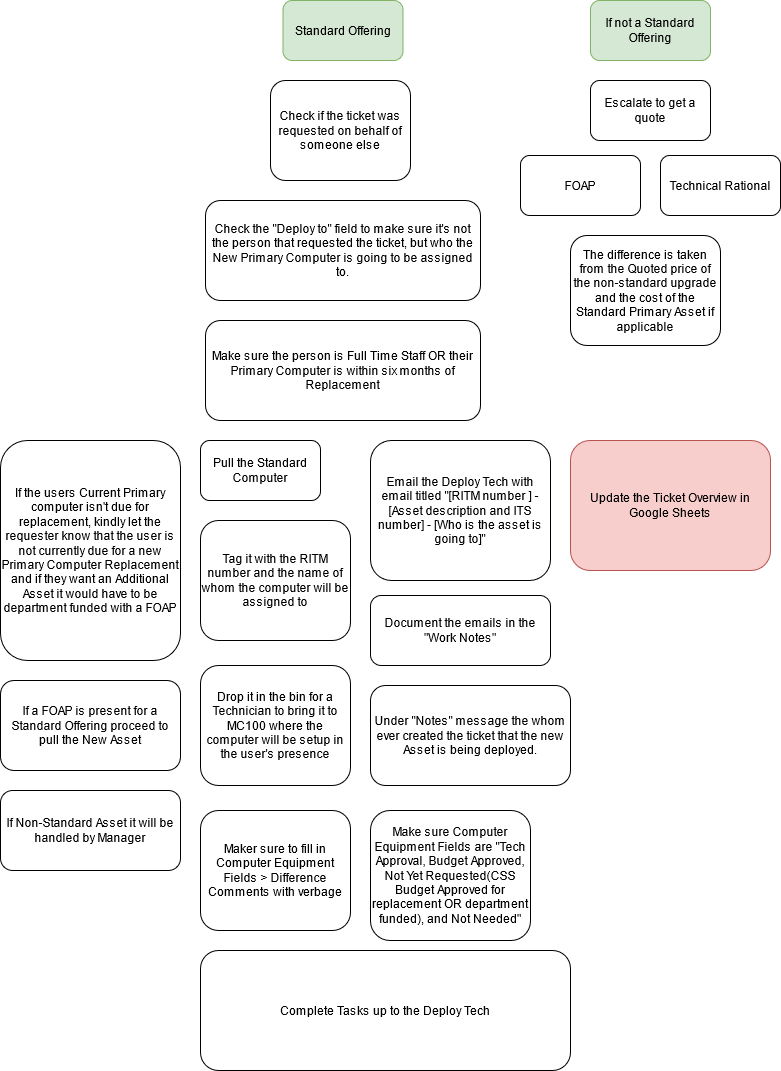 Standard Offering
If not a Standard
Offering
Check if the ticket was
requested on behalf of
someone else
Escalate to get a
quote
FOAP
Technical Rational
Check the "Deploy to" field to make sure it's not
the person that requested the ticket, but who the
New Primary Computer is going to be assigned
to.
The difference is taken
from the Quoted price of
the non-standard upgrade
and the cost of the
Standard Primary Asset if
applicable
Make sure the person is Full Time Staff OR their
Primary Computer is within six months of
Replacement
If the users Current Primary
computer isn't due for
replacement, kindly let the
requester know that the user is
not currently due for a new
Primary Computer Replacement
and if they want an Additional
Asset it would have to be
department funded with a FOAP
Pull the Standard
Computer
Email the Deploy Tech with
email titled "[RITM number ] -
[Asset description and ITS
number] - [Who is the asset is
going to]"
Update the Ticket Overview in
Google Sheets
Tag it with the RITM
number and the name of
whom the computer will be
assigned to
Document the emails in the
"Work Notes"
If a FOAP is present for a
Standard Offering proceed to
pull the New Asset
Drop it in the bin for a
Technician to bring it to
MC100 where the
computer will be setup in
the user's presence
Under "Notes" message the whom
ever created the ticket that the new
Asset is being deployed.
If Non-Standard Asset it will be
handled by Manager
Maker sure to fill in
Computer Equipment
Fields > Difference
Comments with verbage
Make sure Computer
Equipment Fields are "Tech
Approval, Budget Approved,
Not Yet Requested(CSS
Budget Approved for
replacement OR department
funded), and Not Needed"
Complete Tasks up to the Deploy Tech